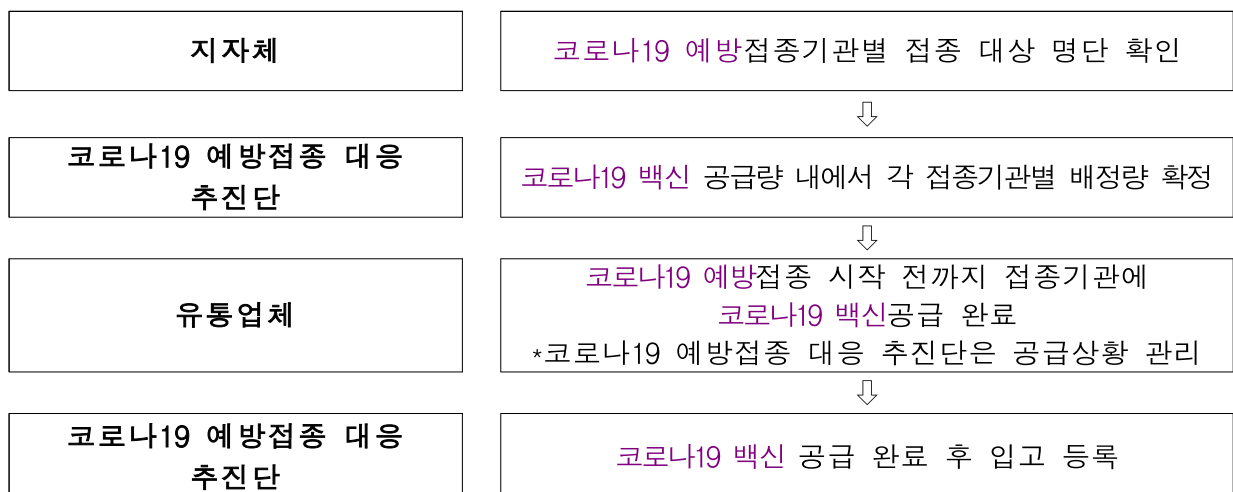 지자체
코로나19 예방접종기관별 접종 대상 명단 확인
코로나19 예방접종 대응
추진단
코로나19 백신 공급량 내에서 각 접종기관별 배정량 확정
유통업체
코로나19 예방접종 시작 전까지 접종기관에
코로나19 백신공급 완료
*코로나19 예방접종 대응 추진단은 공급상황 관리
코로나19 예방접종 대응
추진단
코로나19 백신 공급 완료 후 입고 등록